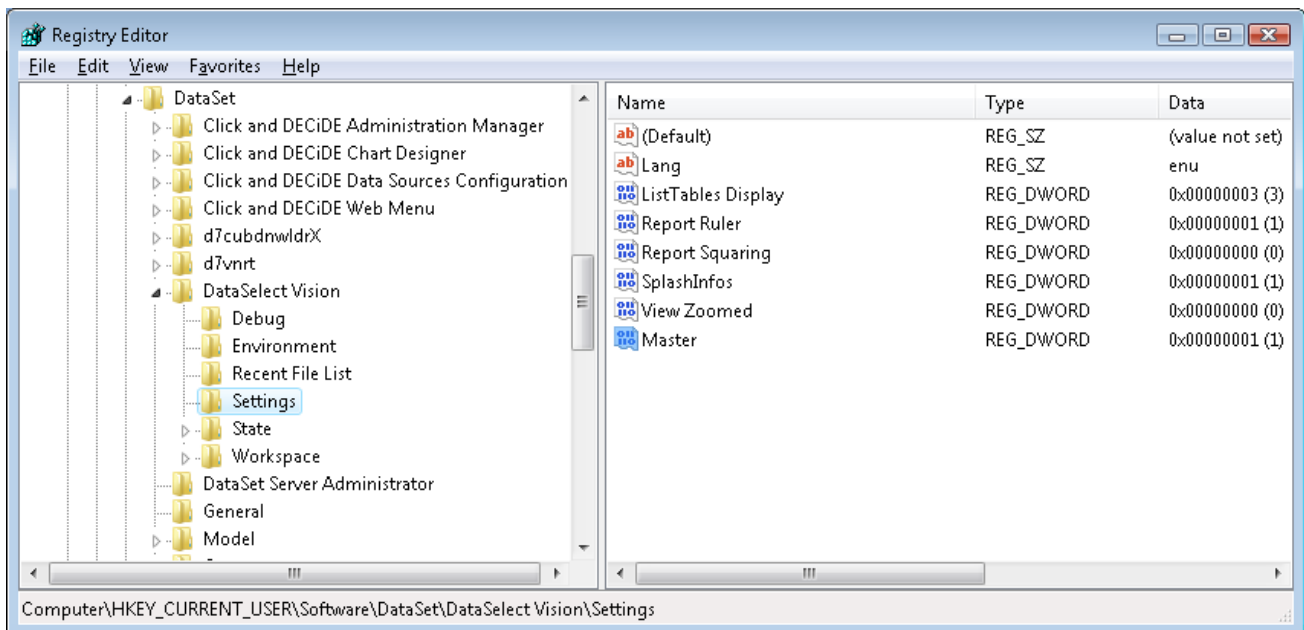 Registry Editor
File Edit View Favorites Help
DataSet
Click and DECiDE Administration Manager
Click and DECiDE Chart Designer
Click and DECiDE Data Sources Configuration
Click and DECiDE Web Menu
d7cubdnwldrX
d7vnrt
DataSelect Vision
Debug
Environment
Recent File List
Settings
State
Workspace
DataSet Server Administrator
General
Model
Name Type Data
(Default) REG_SZ (value not set)
Lang REG_SZ enu
ListTables Display REG_DWORD 0x00000003 (3)
Report Ruler REG_DWORD 0x00000001 (1)
Report Squaring REG_DWORD 0x00000000 (0)
SplashInfos REG_DWORD 0x00000001 (1)
View Zoomed REG_DWORD 0x00000000 (0)
Master REG_DWORD 0x00000001 (1)
Computer\HKEY_CURRENT_USER\Software\DataSet\DataSelect Vision\Settings